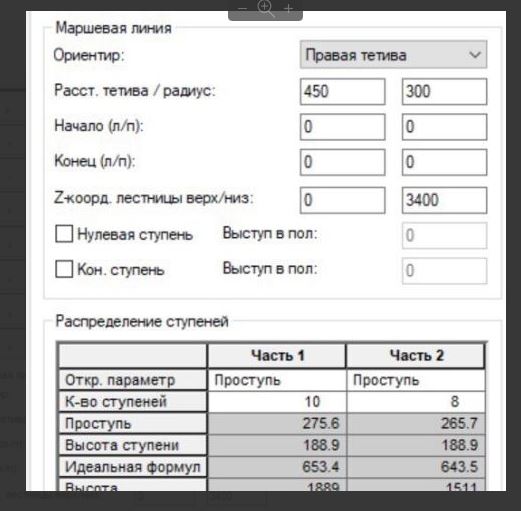 Маршевая линия
Ориентир: Правая тетива
Расст. тетива / радиус: 450 300
Начало (л/п): 0 0
Конец (л/п): 0 0
Z-коорд. лестницы верх/низ: 0 3400
Нулевая ступень Выступ в пол: 0
Кон. ступень Выступ в пол: 0
Распределение ступеней
Часть 1 Часть 2
Откр. параметр Проступь Проступь
К-во ступеней 10 8
Проступь 275.6 265.7
Высота ступени 188.9 188.9
Идеальная формул 653.4 643.5
Высота 1889 1511